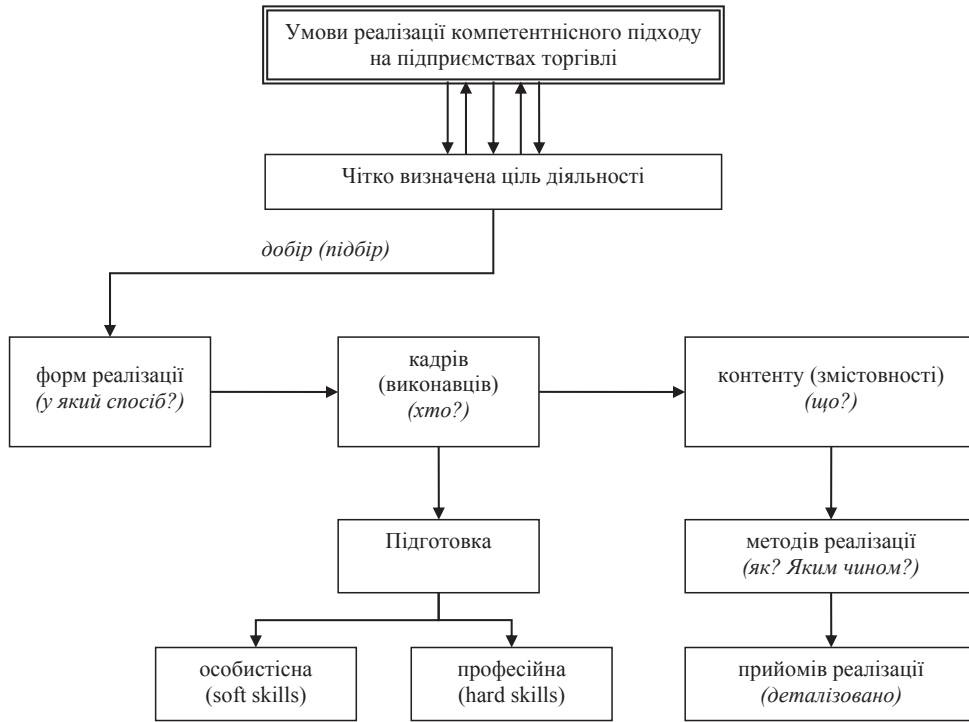 Умови реалізації компетентнісного підходу
на підприємствах торгівлі
Чітко визначена ціль діяльності
добір (підбір)
форм реалізації
(у який спосіб?)
кадрів
(виконавців)
(хто?)
контенту (змістовності)
(що?)
Підготовка
методів реалізації
(як? Яким чином?)
особистісна
(soft skills)
професійна
(hard skills)
прийомів реалізації
(деталізовано)